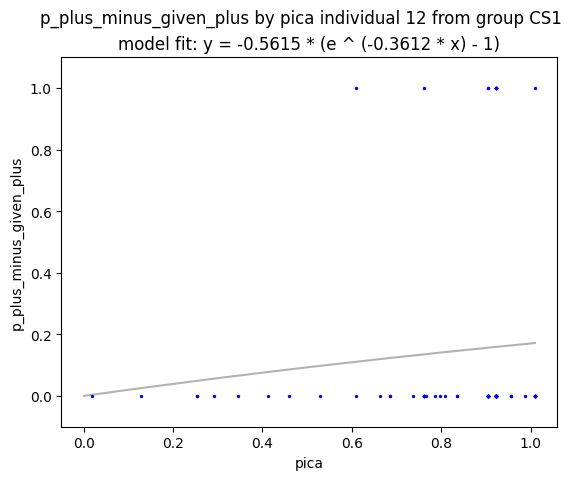 p_plus_minus_given_plus by pica individual 12 from group CS1
model fit: y = -0.5615 * (e ^ (-0.3612 * x) - 1)
1.0
0.8
0.6
0.4
0.2
0.0
p_plus_minus_given_plus
0.0 0.2 0.4 0.6 0.8 1.0
pica